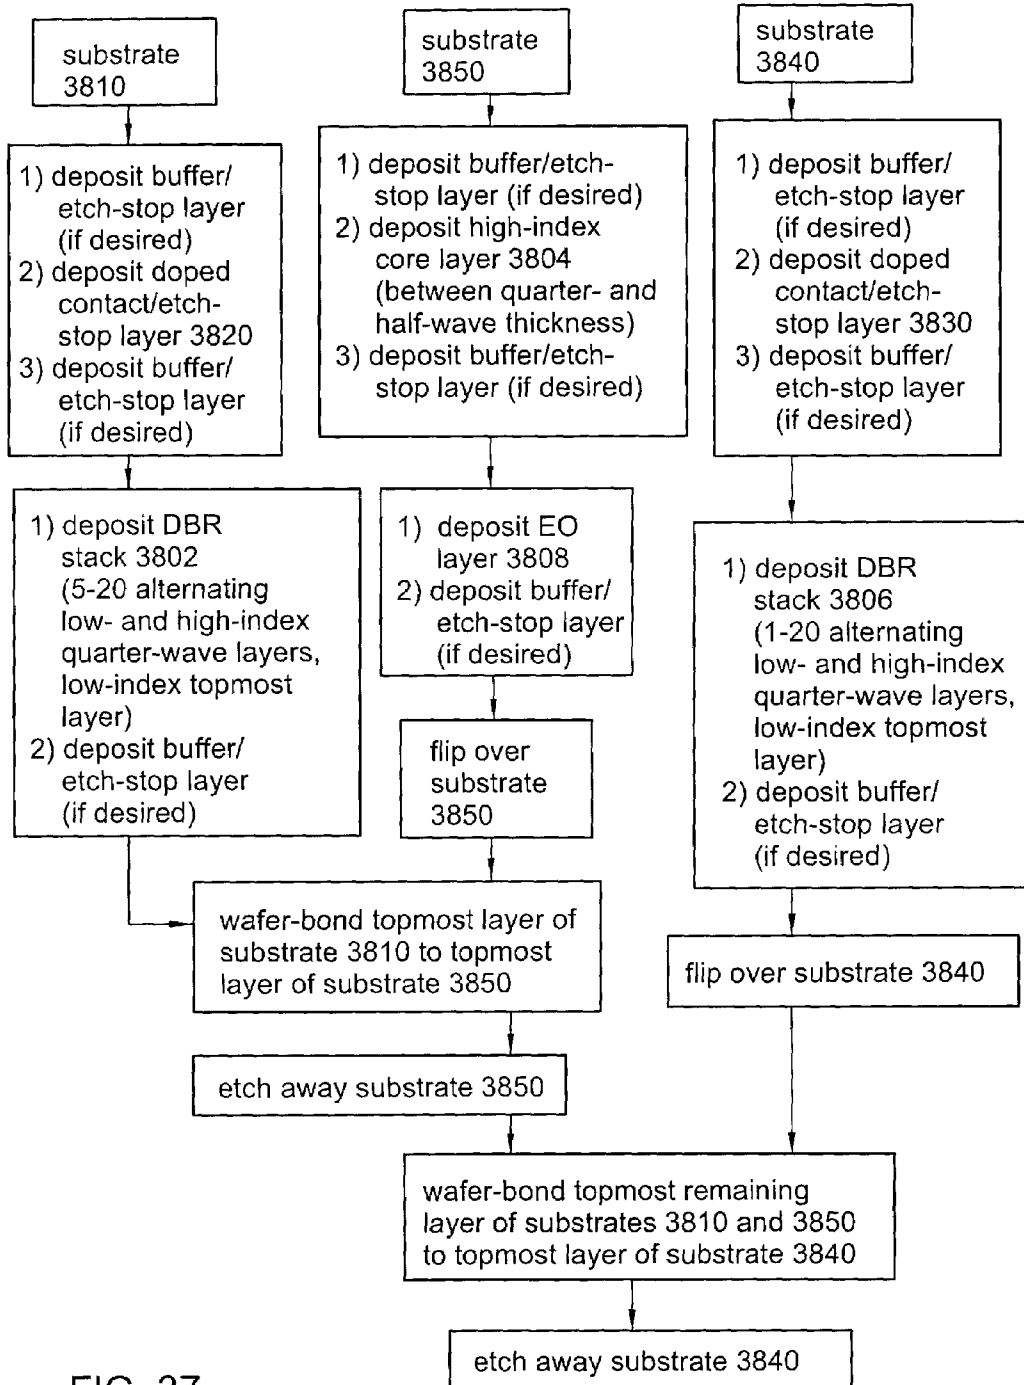 substrate
3810
substrate
3850
substrate
3840
1) deposit buffer/
etch-stop layer
(if desired)
2) deposit doped
contact/etch-
stop layer 3820
3) deposit buffer/
etch-stop layer
(if desired)
1) deposit buffer/etch-
stop layer (if desired)
2) deposit high-index
core layer 3804
(between quarter- and
half-wave thickness)
3) deposit buffer/etch-
stop layer (if desired)
1) deposit buffer/
etch-stop layer
(if desired)
2) deposit doped
contact/etch-
stop layer 3830
3) deposit buffer/
etch-stop layer
(if desired)
1) deposit DBR
stack 3802
(5-20 alternating
low- and high-index
quarter-wave layers,
low-index topmost
layer)
2) deposit buffer/
etch-stop layer
(if desired)
1) deposit EO
layer 3808
2) deposit buffer/
etch-stop layer
(if desired)
1) deposit DBR
stack 3806
(1-20 alternating
low- and high-index
quarter-wave layers,
low-index topmost
layer)
2) deposit buffer/
etch-stop layer
(if desired)
flip over
substrate
3850
wafer-bond topmost layer of
substrate 3810 to topmost
layer of substrate 3850
flip over substrate 3840
etch away substrate 3850
wafer-bond topmost remaining
layer of substrates 3810 and 3850
to topmost layer of substrate 3840
etch away substrate 3840
FIG. 37